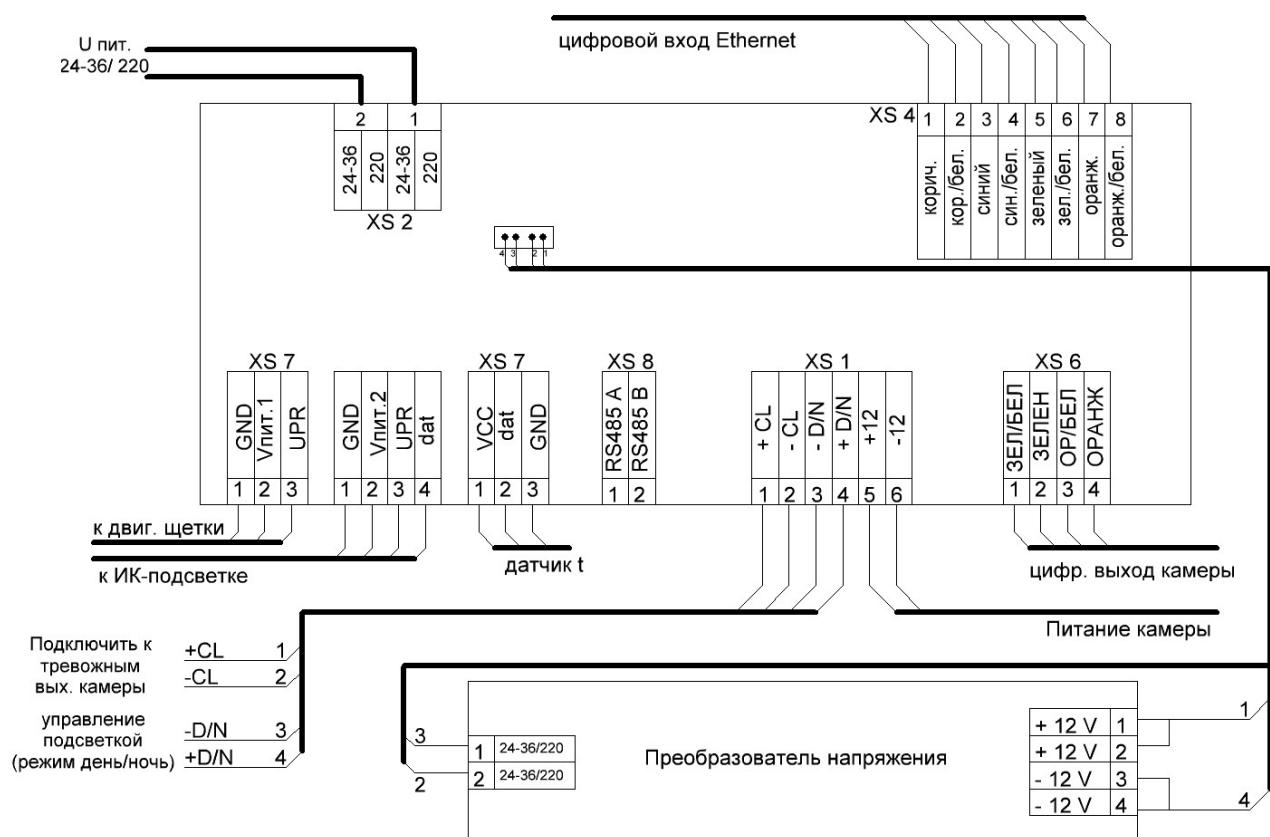 цифровой вход Ethernet
U пит.
24-36/ 220
2 1
24-36
220
24-36
220
XS 2
XS 4
1 2 3 4 5 6 7 8
корич.
кор./бел.
синий
син./бел.
зеленый
зел./бел.
оранж.
оранж./бел.
4 3 2 1
XS 7
GND
Vпит.1
UPR
1 2 3
GND
Vпит.2
UPR
dat
1 2 3 4
XS 7
VCC
dat
GND
1 2 3
XS 8
RS485 A
RS485 B
1 2
XS 1
+ CL
- CL
- D/N
+ D/N
+12
-12
1 2 3 4 5 6
XS 6
ЗЕЛ/БЕЛ
ЗЕЛЕН
ОР/БЕЛ
ОРАНЖ
1 2 3 4
к двиг. щетки
к ИК-подсветке
датчик t
цифр. выход камеры
Питание камеры
Подключить к
тревожным
вых. камеры
+CL 1
-CL 2
управление
подсветкой
(режим день/ночь)
-D/N 3
+D/N 4
3
2
1 24-36/220
2 24-36/220
Преобразователь напряжения
+ 12 V 1
+ 12 V 2
- 12 V 3
- 12 V 4
1
4